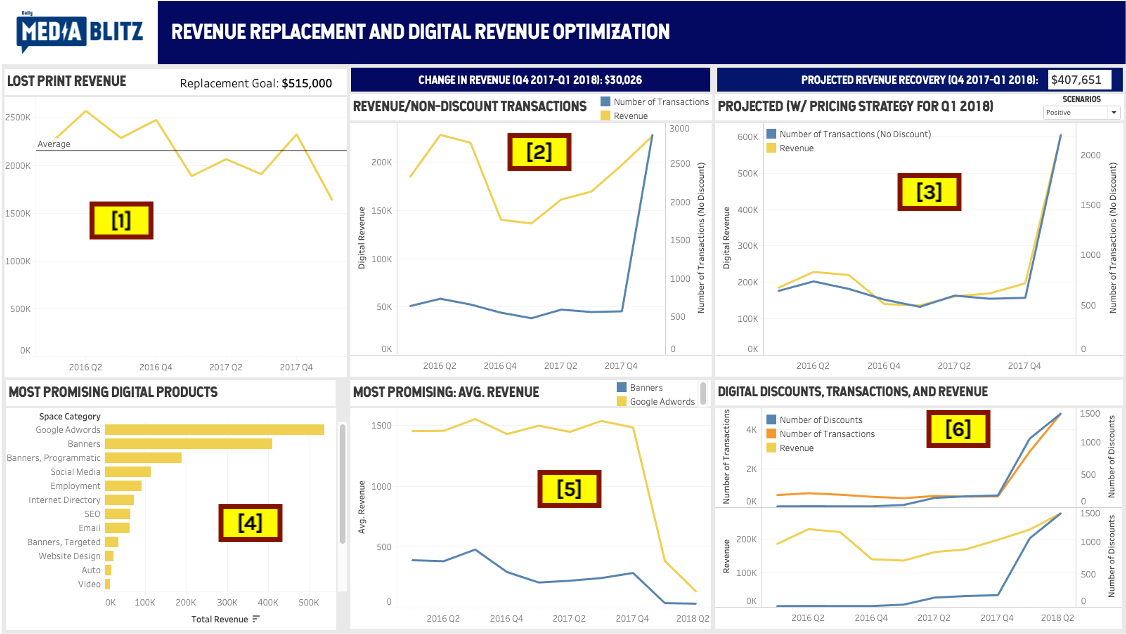 Daily
MEDIA BLITZ
REVENUE REPLACEMENT AND DIGITAL REVENUE OPTIMIZATION
LOST PRINT REVENUE
Replacement Goal: $515,000
2500K
Average
2000K
1500K
1000K
500K
0K
2016 Q2 2016 Q4 2017 Q2 2017 Q4
[1]
CHANGE IN REVENUE (Q4 2017-Q1 2018): $30,026
REVENUE/NON-DISCOUNT TRANSACTIONS
Number of Transactions
Revenue
[2]
Digital Revenue
200K
150K
100K
50K
0K
3000
2500
2000
1500
1000
500
0
Number of Transactions (No Discount)
2016 Q2 2016 Q4 2017 Q2 2017 Q4
PROJECTED REVENUE RECOVERY (Q4 2017-Q1 2018):
$407,651
PROJECTED (W/ PRICING STRATEGY FOR Q1 2018)
SCENARIOS
Positive
Number of Transactions (No Discount)
Revenue
[3]
Digital Revenue
600K
500K
400K
300K
200K
100K
0K
2000
1500
1000
500
0
Number of Transactions (No Discount)
2016 Q2 2016 Q4 2017 Q2 2017 Q4
MOST PROMISING DIGITAL PRODUCTS
Space Category
Google Adwords
Banners
Banners, Programmatic
Social Media
Employment
Internet Directory
SEO
Email
Banners, Targeted
Website Design
Auto
Video
[4]
0K 100K 200K 300K 400K 500K
Total Revenue
MOST PROMISING: AVG. REVENUE
Banners
Google Adwords
[5]
Avg. Revenue
1500
1000
500
0
2016 Q2 2016 Q4 2017 Q2 2017 Q4 2018 Q2
DIGITAL DISCOUNTS, TRANSACTIONS, AND REVENUE
Number of Discounts
Number of Transactions
Revenue
[6]
Number of Transactions
4K
2K
0K
1500
1000
500
0
Number of Discounts
Revenue
200K
100K
0K
1500
1000
500
0
Number of Discounts
2016 Q2 2016 Q4 2017 Q2 2017 Q4 2018 Q2